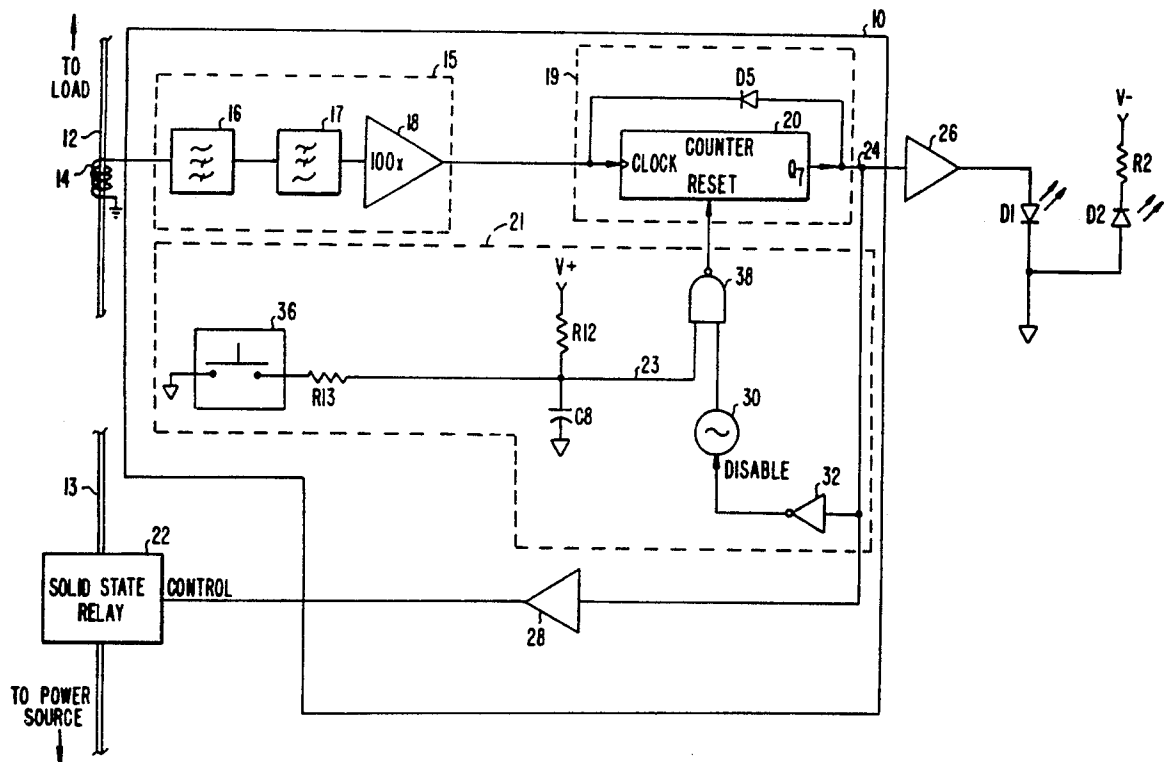 TO
LOAD
10
15
19
D5
12
16
17
18
20
V-
14
100x
CLOCK
COUNTER
RESET
Q7
24
26
R2
D1
D2
21
V+
38
36
R12
R13
23
C8
30
DISABLE
32
13
22
SOLID STATE
RELAY
CONTROL
28
TO POWER
SOURCE